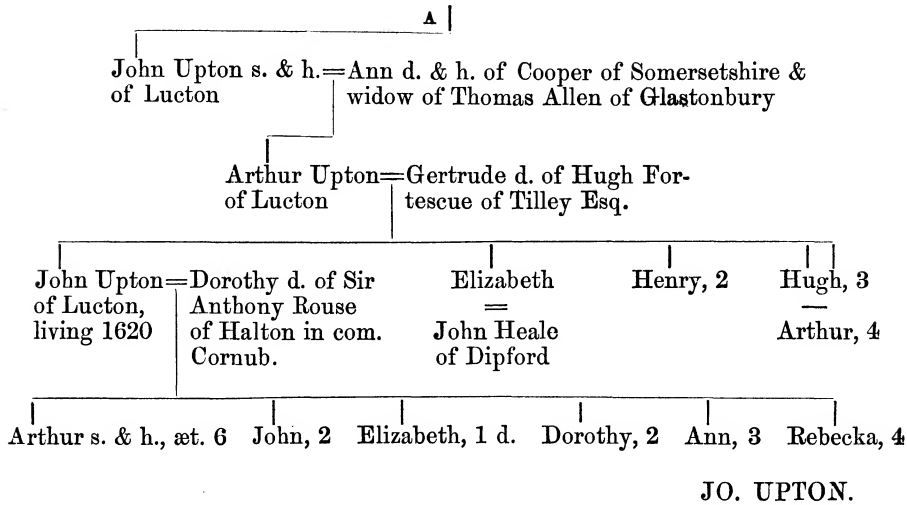 A
John Upton s. & h.=Ann d. & h. of Cooper of Somersetshire &
of Lucton widow of Thomas Allen of Glastonbury
Arthur Upton=Gertrude d. of Hugh For-
of Lucton tescue of Tilley Esq.
John Upton=Dorothy d. of Sir Elizabeth Henry, 2 Hugh, 3
of Lucton, Anthony Rouse = —
living 1620 of Halton in com. John Heale Arthur, 4
Cornub. of Dipford
Arthur s. & h., æt. 6 John, 2 Elizabeth, 1 d. Dorothy, 2 Ann, 3 Rebecka, 4
JO. UPTON.